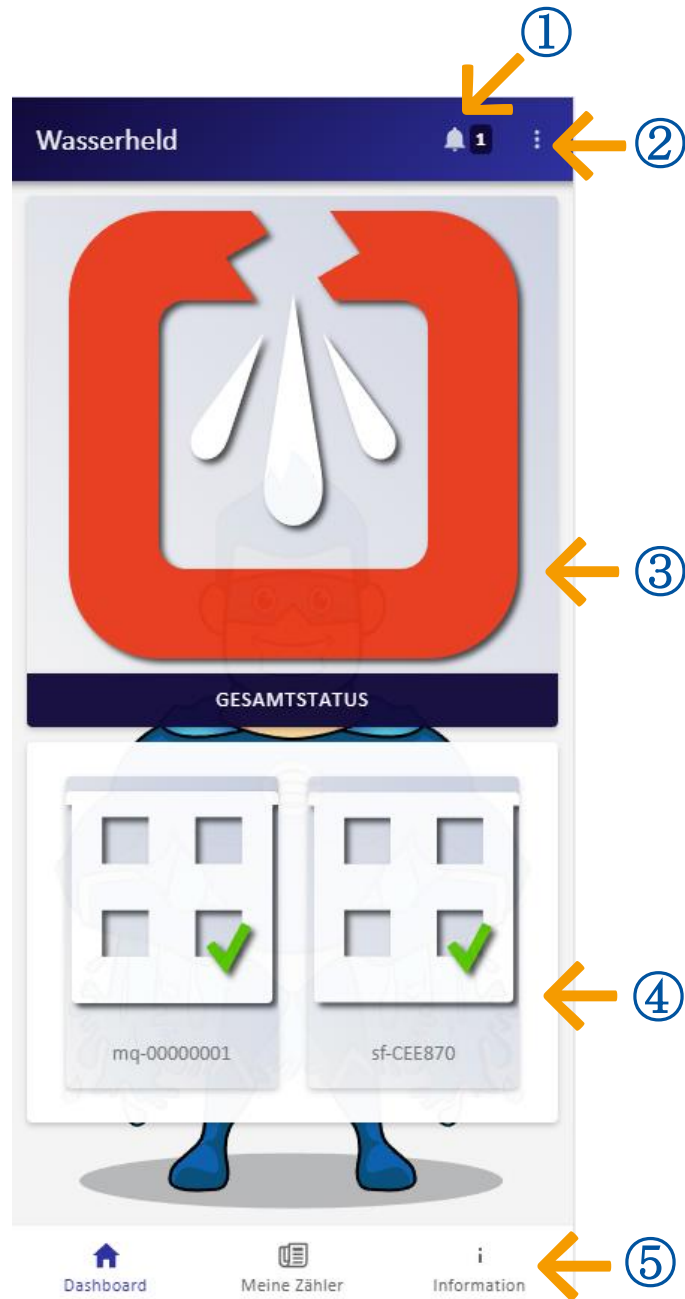 ①
Wasserheld
1
②
③
GESAMTSTATUS
mq-00000001
sf-CEE870
④
Dashboard
Meine Zähler
i
Information
⑤